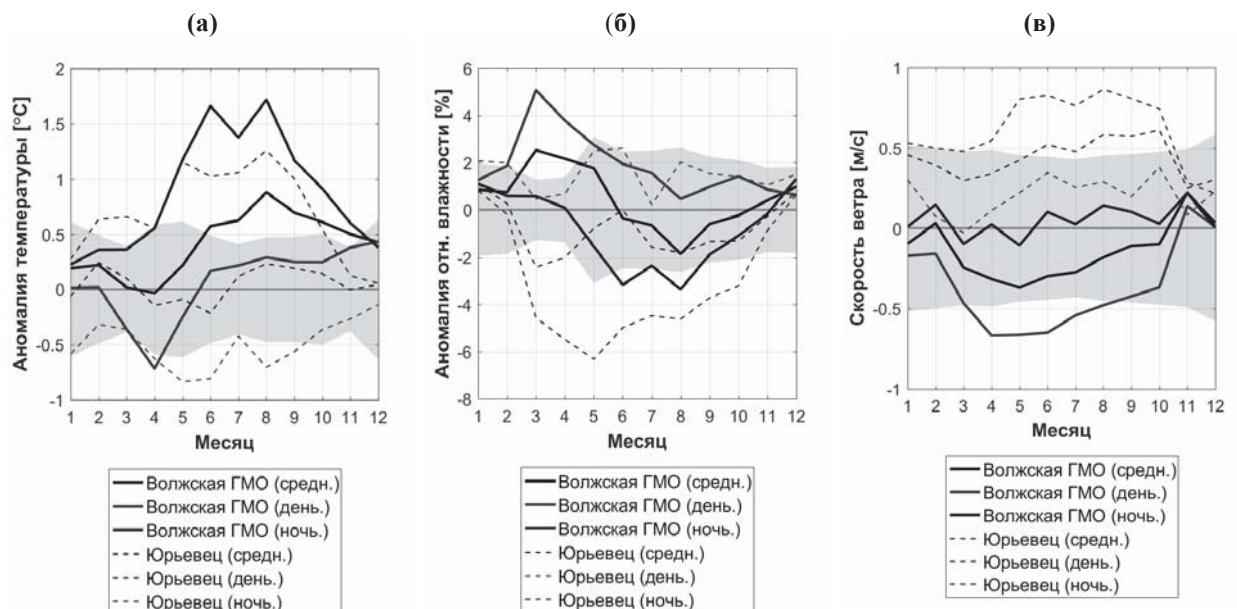 (а)
(б)
(в)
Аномалия температуры [°C]
2
1.5
1
0.5
0
-0.5
-1
1 2 3 4 5 6 7 8 9 10 11 12
Месяц
Волжская ГМО (средн.)
Волжская ГМО (день.)
Волжская ГМО (ночь.)
Юрьевец (средн.)
Юрьевец (день.)
Юрьевец (ночь.)
Аномалия отн. влажности [%]
6
4
2
0
-2
-4
-6
-8
1 2 3 4 5 6 7 8 9 10 11 12
Месяц
Волжская ГМО (средн.)
Волжская ГМО (день.)
Волжская ГМО (ночь.)
Юрьевец (средн.)
Юрьевец (день.)
Юрьевец (ночь.)
Скорость ветра [м/с]
1
0.5
0
-0.5
-1
1 2 3 4 5 6 7 8 9 10 11 12
Месяц
Волжская ГМО (средн.)
Волжская ГМО (день.)
Волжская ГМО (ночь.)
Юрьевец (средн.)
Юрьевец (день.)
Юрьевец (ночь.)